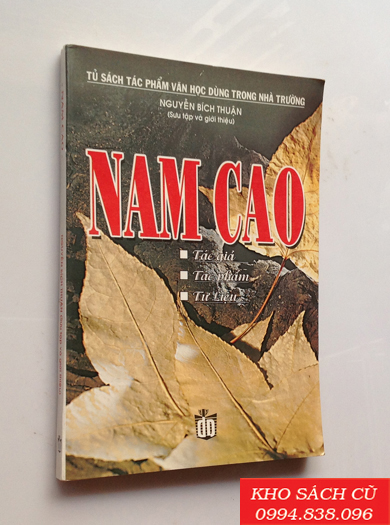 TỦ SÁCH TÁC PHẨM VĂN HỌC DÙNG TRONG NHÀ TRƯỜNG
NGUYỄN BÍCH THUẬN
(Sưu tập và giới thiệu)
NAM CAO
Tác giả
Tác phẩm
Tư Liệu
KHO SÁCH CŨ
0994.838.096